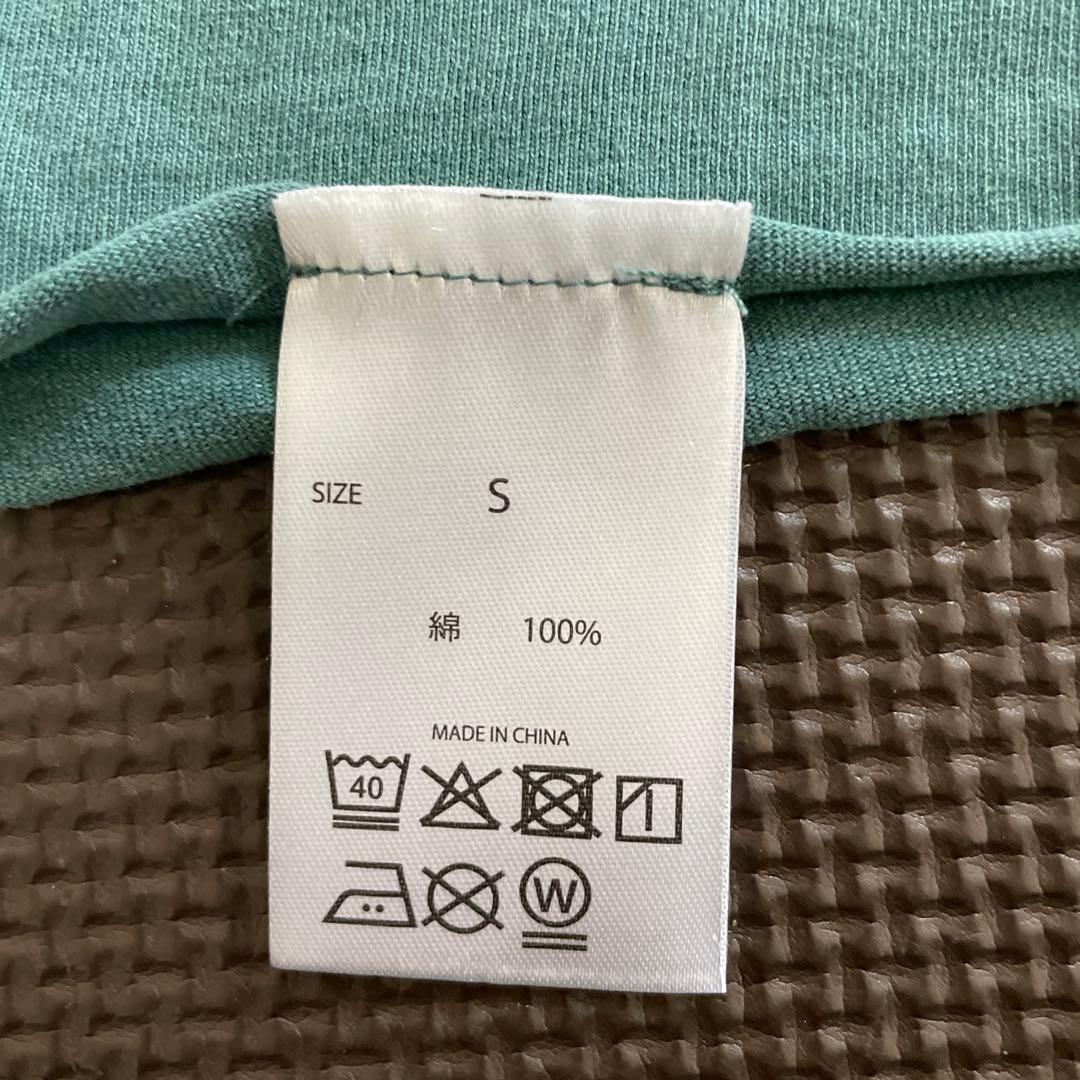 SIZE S
綿 100%
MADE IN CHINA
40
W